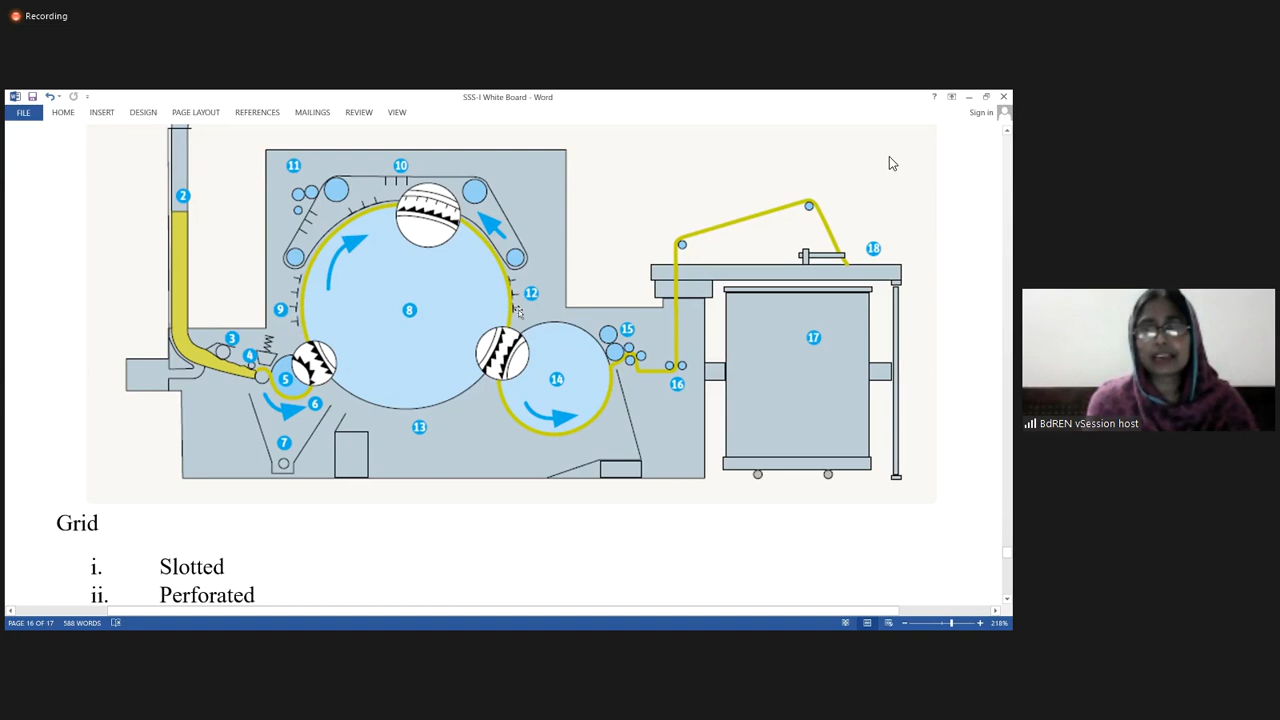 Recording
SSS-I White Board - Word
?
FILE HOME INSERT DESIGN PAGE LAYOUT REFERENCES MAILINGS REVIEW VIEW Sign in
11 10
2
18
12
9 8
15
3 17
4
5 14 16
6
13
7
BdREN vSession host
Grid
i. Slotted
ii. Perforated
PAGE 16 OF 17 588 WORDS 218%